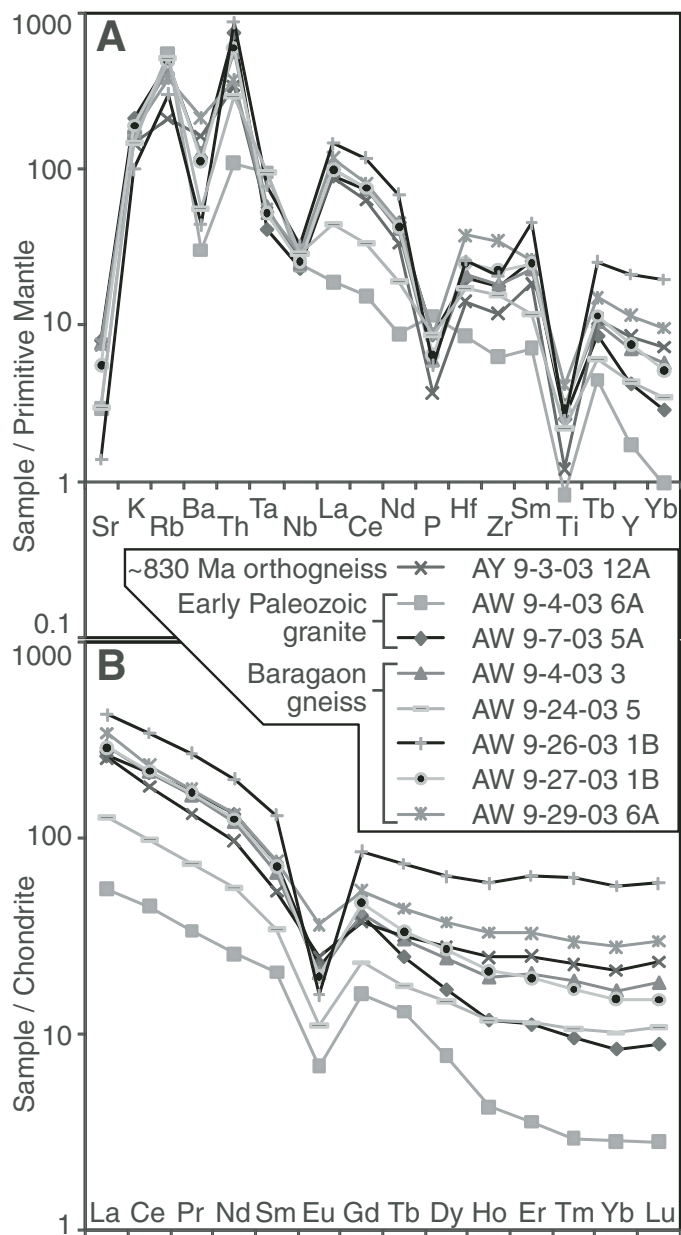 A
1000
100
10
1
0.1
Sample / Primitive Mantle
Sr K Rb Ba Th Ta Nb La Ce Nd P Hf Zr Sm Ti Tb Y Yb
~830 Ma orthogneiss AY 9-3-03 12A
Early Paleozoic AW 9-4-03 6A
granite AW 9-7-03 5A
Baragaon AW 9-4-03 3
gneiss AW 9-24-03 5
AW 9-26-03 1B
AW 9-27-03 1B
AW 9-29-03 6A
B
1000
100
10
1
Sample / Chondrite
La Ce Pr Nd Sm Eu Gd Tb Dy Ho Er Tm Yb Lu